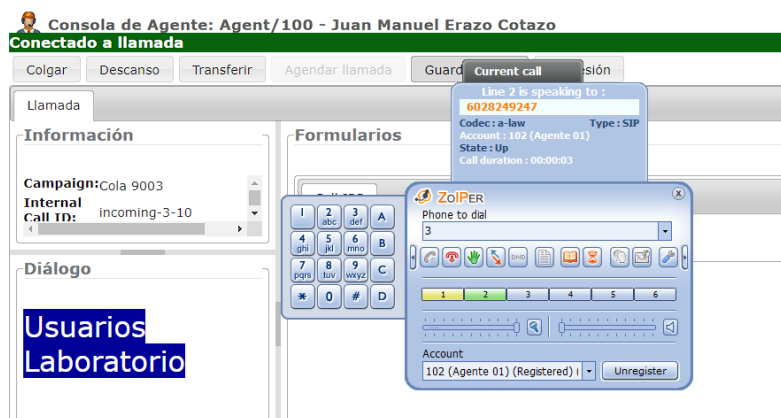 Consola de Agente: Agent/100 - Juan Manuel Erazo Cotazo
Conectado a llamada
Colgar Descanso Transferir Agendar llamada Guard sión
Current call
Line 2 is speaking to :
6028249247
Codec : a-law Type : SIP
Account : 102 (Agente 01)
State : Up
Call duration : 00:00:03
Llamada
Información
Campaign: Cola 9003
Internal
Call ID: incoming-3-10
Formularios
ZOIPER
Phone to dial
3
1 2 abc 3 def A
4 ghi 5 jkl 6 mno B
7 pqrs 8 tuv 9 wxyz C
* 0 # D
DND
1 2 3 4 5 6
Account
102 (Agente 01) (Registered) ( Unregister
Diálogo
Usuarios
Laboratorio